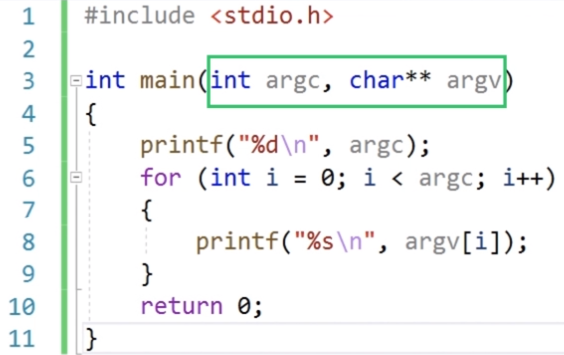 1 #include <stdio.h>
2
3 int main(int argc, char** argv)
4 {
5     printf("%d\n", argc);
6     for (int i = 0; i < argc; i++)
7     {
8         printf("%s\n", argv[i]);
9     }
10     return 0;
11 }